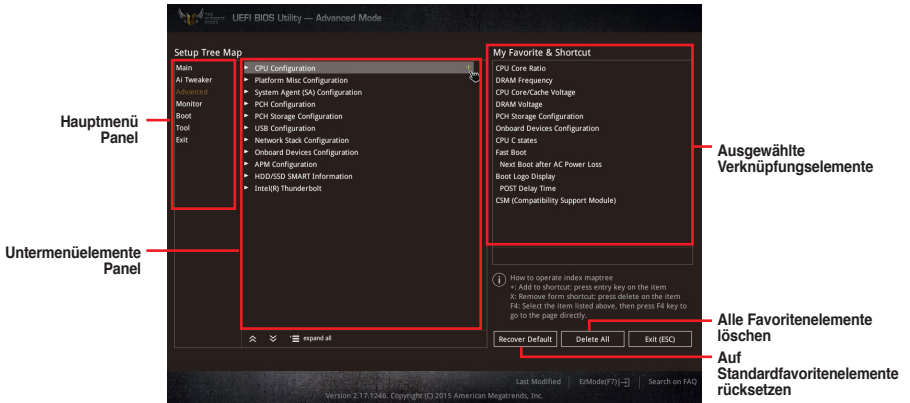 THE ULTIMATE FORCE UEFI BIOS Utility — Advanced Mode
Setup Tree Map
Main
Ai Tweaker
Advanced
Monitor
Boot
Tool
Exit
CPU Configuration +
Platform Misc Configuration
System Agent (SA) Configuration
PCH Configuration
PCH Storage Configuration
USB Configuration
Network Stack Configuration
Onboard Devices Configuration
APM Configuration
HDD/SSD SMART Information
Intel(R) Thunderbolt
expand all
My Favorite & Shortcut
CPU Core Ratio
DRAM Frequency
CPU Core/Cache Voltage
DRAM Voltage
PCH Storage Configuration
Onboard Devices Configuration
CPU C states
Fast Boot
Next Boot after AC Power Loss
Boot Logo Display
POST Delay Time
CSM (Compatibility Support Module)
How to operate index maptree
+: Add to shortcut: press entry key on the item
X: Remove form shortcut: press delete on the item
F4: Select the item listed above, then press F4 key to
go to the page directly.
Recover Default
Delete All
Exit (ESC)
Last Modified
EzMode(F7)
Search on FAQ
Version 2.17.1246. Copyright (C) 2015 American Megatrends, Inc.
Hauptmenü
Panel
Untermenüelemente
Panel
Ausgewählte
Verknüpfungselemente
Alle Favoritenelemente
löschen
Auf
Standardfavoritenelemente
rücksetzen